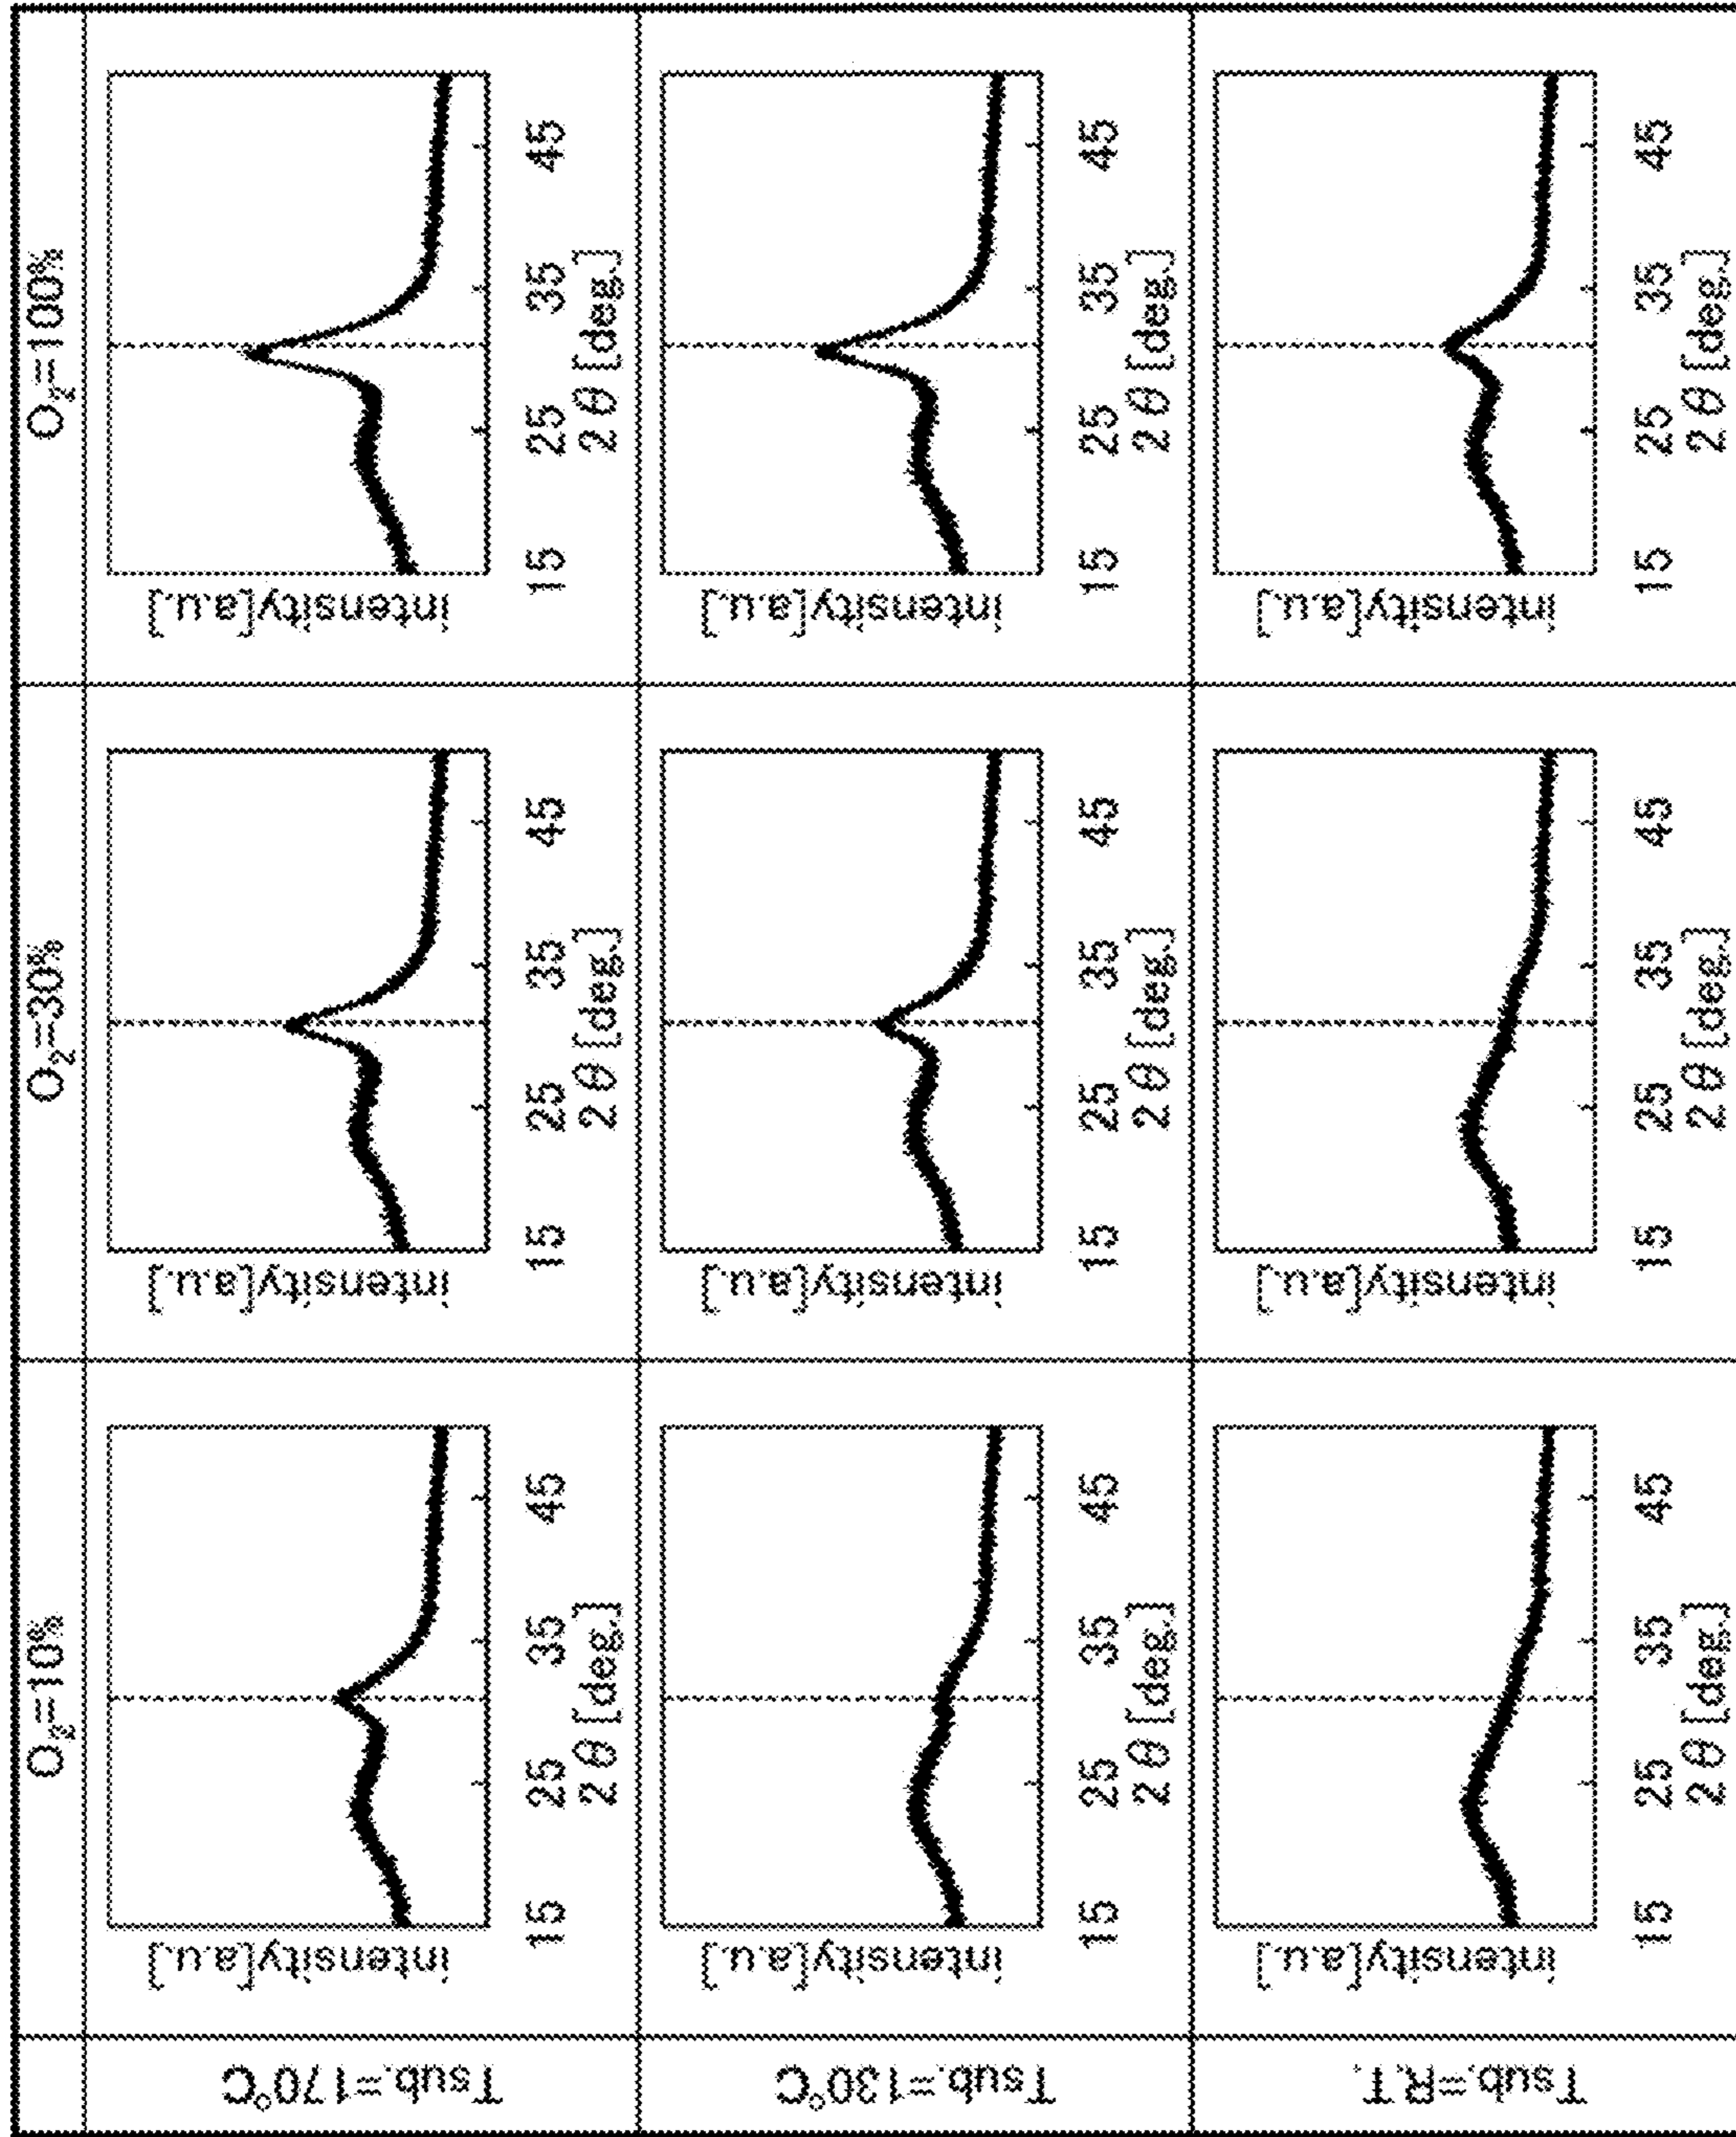 O₂=10%
O₂=30%
O₂=100%
Tsub.=170°C
intensity[a.u.]
15 25 35 45
2θ[deg.]
intensity[a.u.]
15 25 35 45
2θ[deg.]
intensity[a.u.]
15 25 35 45
2θ[deg.]
Tsub.=130°C
intensity[a.u.]
15 25 35 45
2θ[deg.]
intensity[a.u.]
15 25 35 45
2θ[deg.]
intensity[a.u.]
15 25 35 45
2θ[deg.]
Tsub.=R.T.
intensity[a.u.]
15 25 35 45
2θ[deg.]
intensity[a.u.]
15 25 35 45
2θ[deg.]
intensity[a.u.]
15 25 35 45
2θ[deg.]